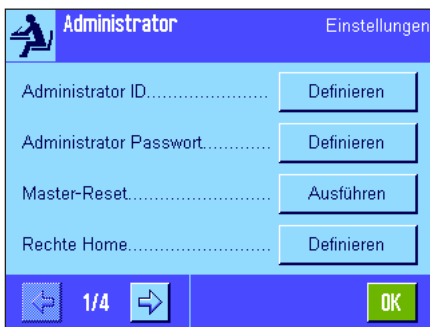 Administrator Einstellungen
Administrator ID...................... Definieren
Administrator Passwort............ Definieren
Master-Reset......................... Ausführen
Rechte Home......................... Definieren
1/4 OK